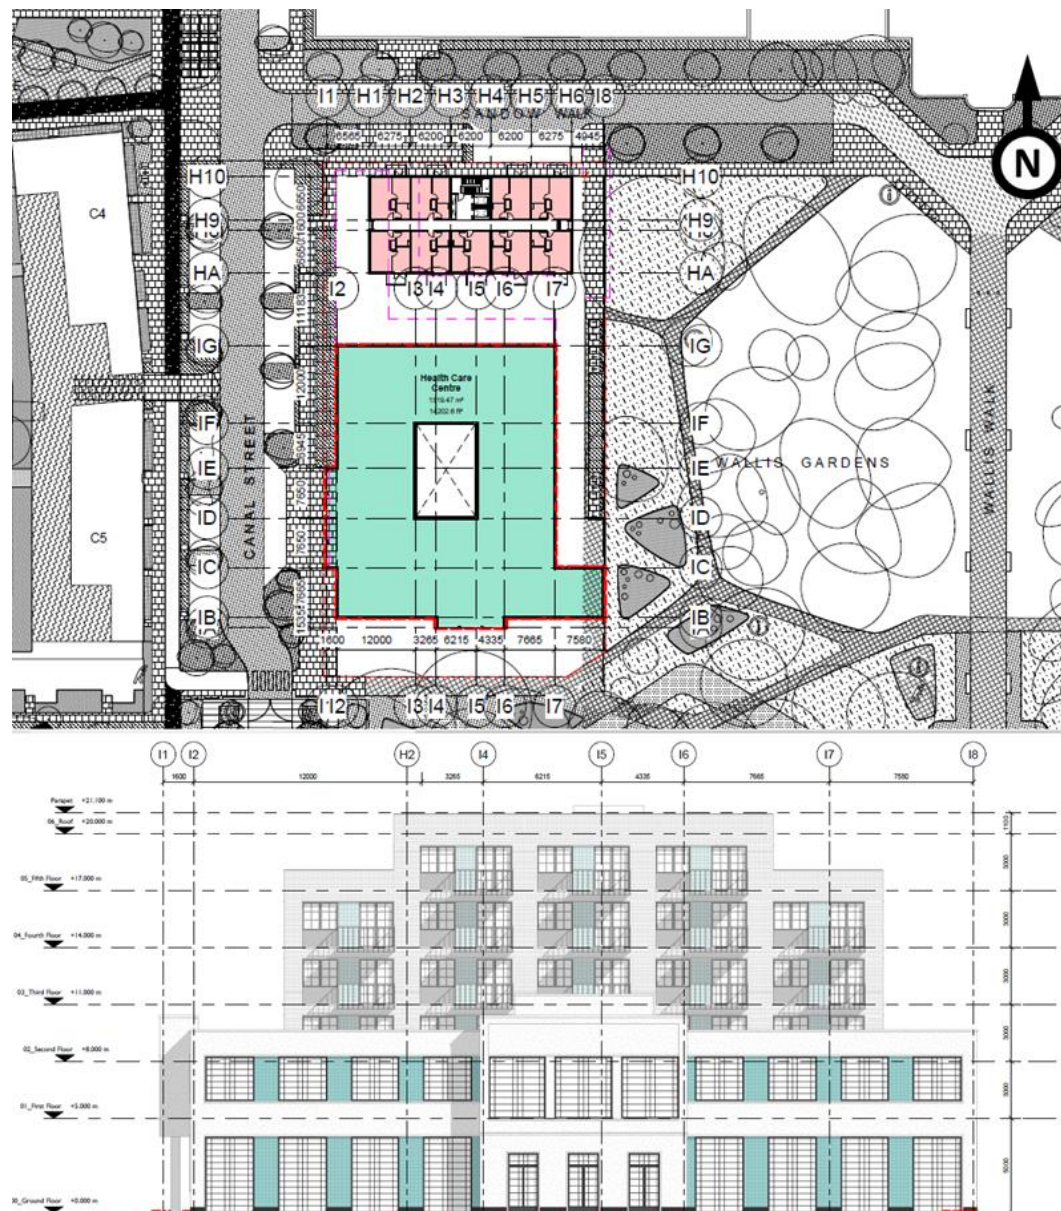 I1 H1 H2 H3 H4 H5 H6 I8
SANDOW WALK
6565 6275 6200 6200 6200 6275 4945
N
H10 H10
C4
H9 H9
HA HA
I2 I3 I4 I5 I6 I7
IG IG
Health Care
Centre
12000
IF IF
IE IE
WALLIS GARDENS
WALLIS WALK
CANAL STREET
7650
ID ID
C5
7650
IC IC
IB IB
1600 12000 3265 6215 4335 7665 7580
I2 I3 I4 I5 I6 I7
I1 I2 H2 I4 I5 I6 I7 I8
1600 12000 3265 6215 4335 7665 7580
Parapet +21.100 m
06_Roof +20.000 m
1100
3000
05_Fifth Floor +17.000 m
3000
04_Fourth Floor +14.000 m
3000
03_Third Floor +11.000 m
3000
02_Second Floor +8.000 m
3000
01_First Floor +5.000 m
5000
00_Ground Floor +0.000 m